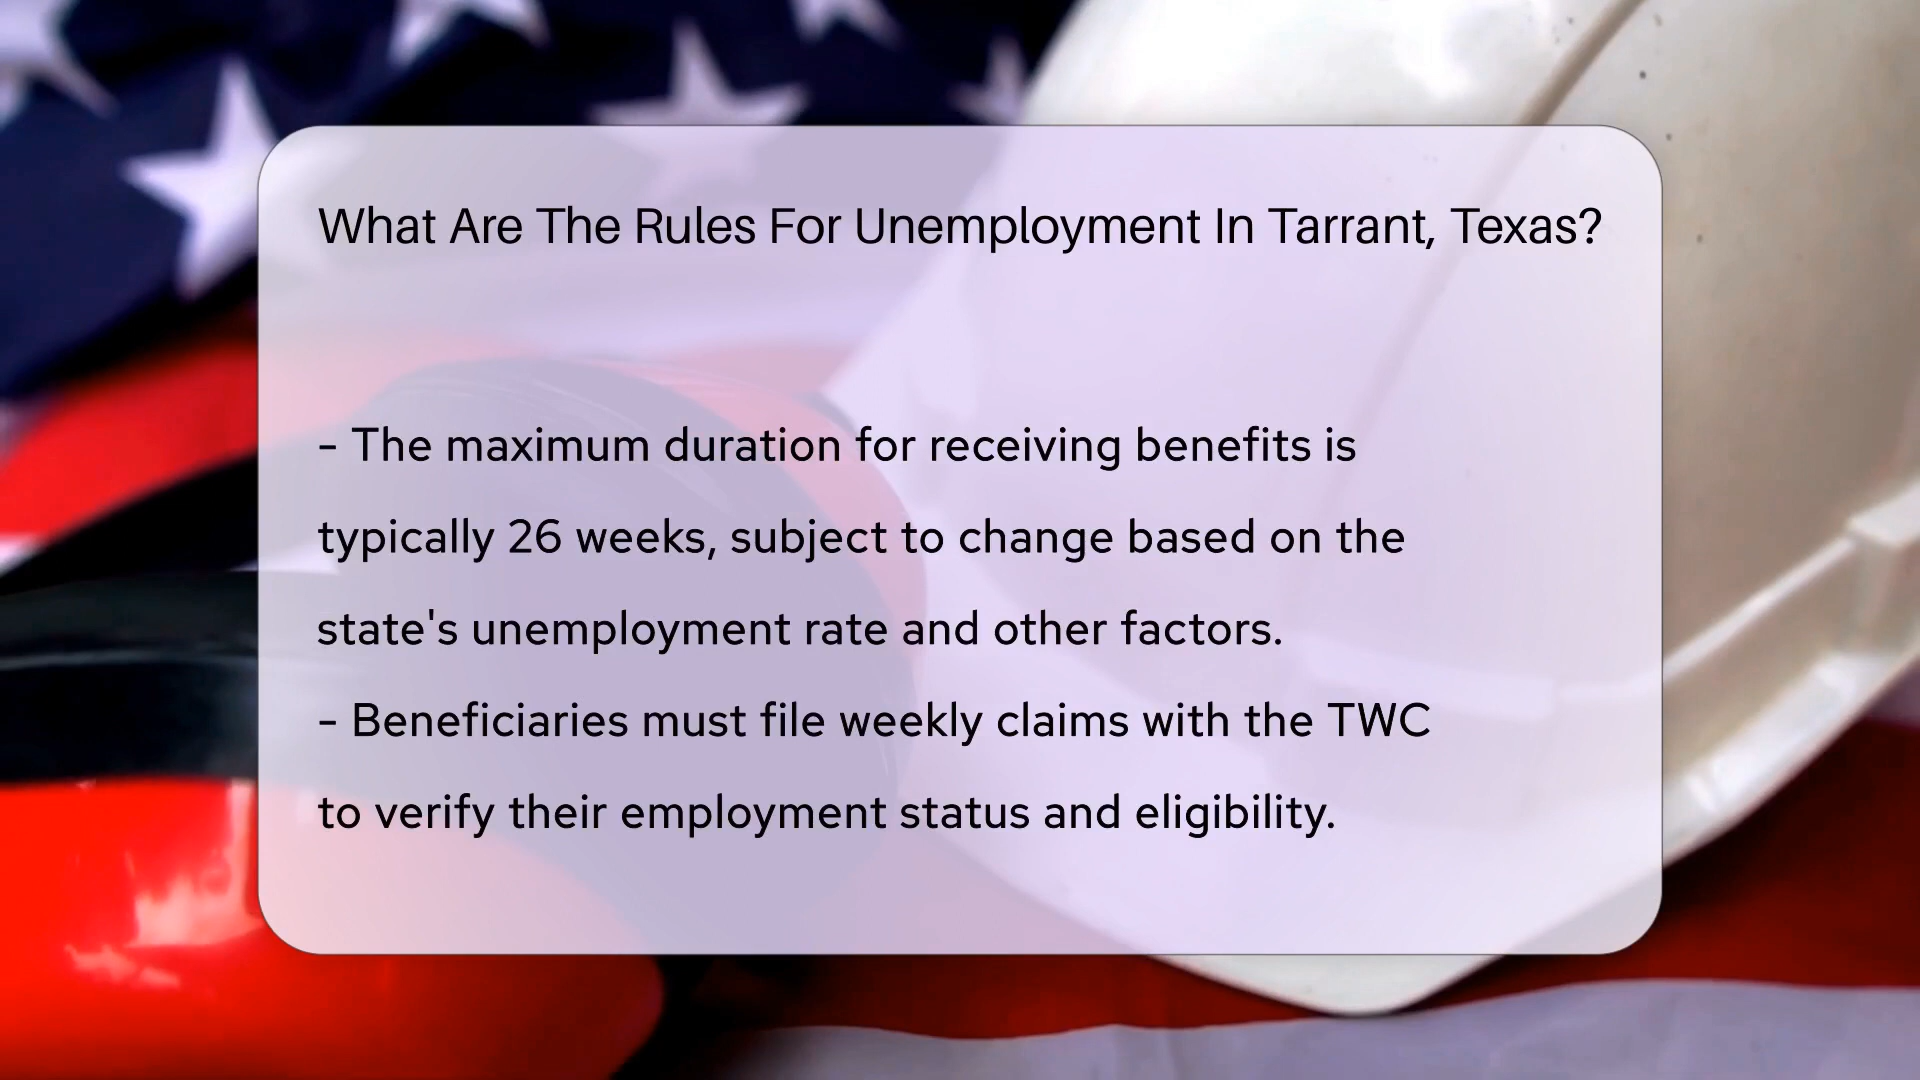 What Are The Rules For Unemployment In Tarrant, Texas?
- The maximum duration for receiving benefits is
typically 26 weeks, subject to change based on the
state's unemployment rate and other factors.
- Beneficiaries must file weekly claims with the TWC
to verify their employment status and eligibility.